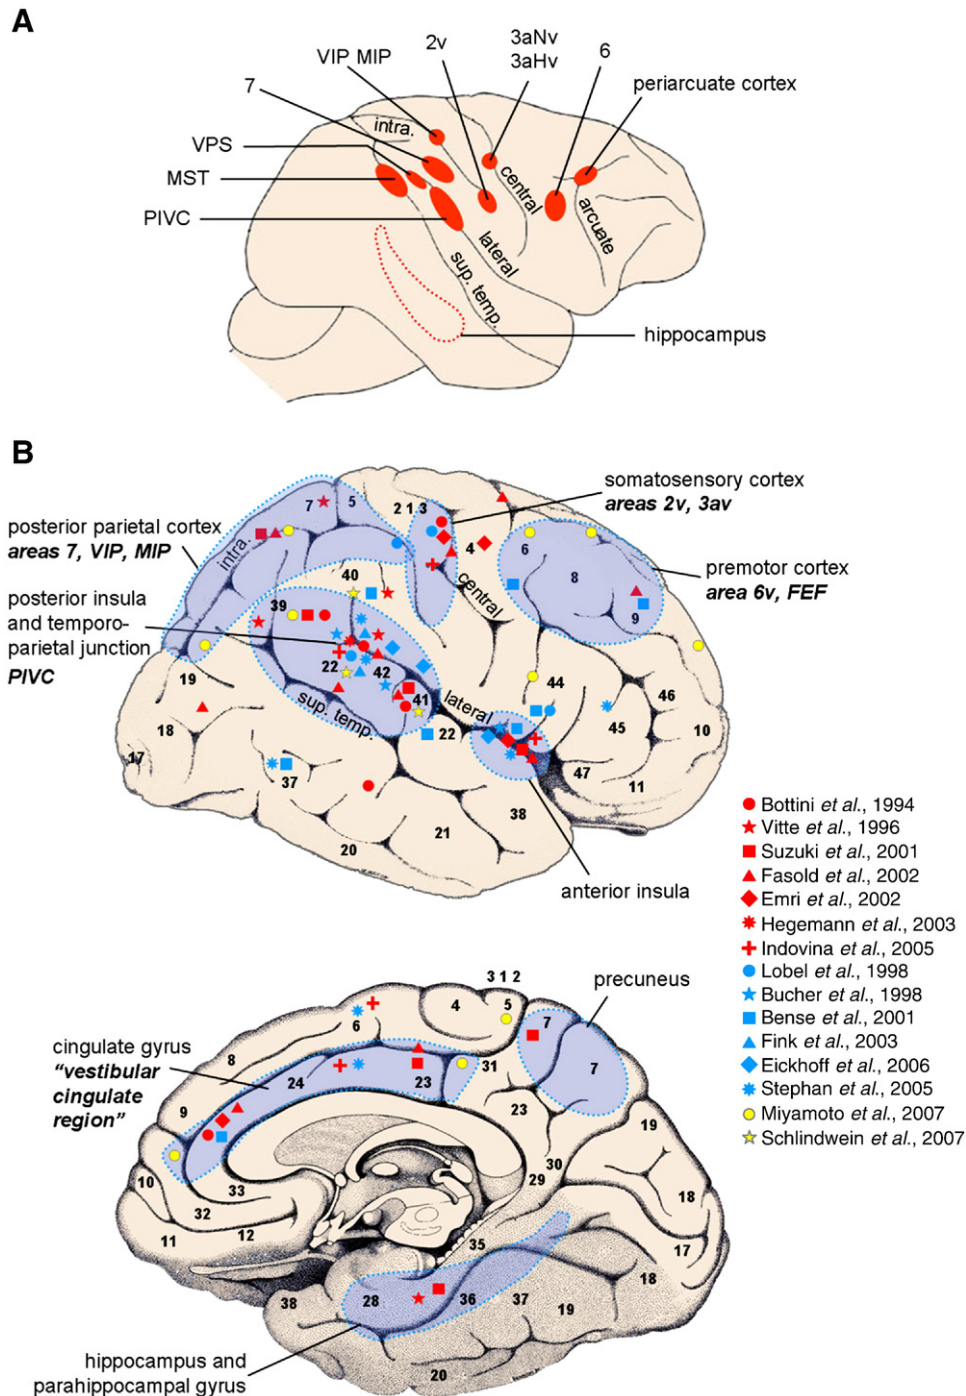 A
VIP MIP
2v
3aNv
3aHv
6
periarcuate cortex
7
VPS
MST
PIVC
intra.
central
arcuate
lateral
sup. temp.
hippocampus
B
somatosensory cortex
areas 2v, 3av
posterior parietal cortex
areas 7, VIP, MIP
premotor cortex
area 6v, FEF
posterior insula
and temporo-
parietal junction
PIVC
7
5
2 1 3
4
6
8
9
intra.
40
central
39
22
42
41
19
18
17
sup. temp.
lateral
22
44
45
46
10
47
11
37
38
21
20
anterior insula
Bottini et al., 1994
Vitte et al., 1996
Suzuki et al., 2001
Fasold et al., 2002
Emri et al., 2002
Hegemann et al., 2003
Indovina et al., 2005
Lobel et al., 1998
Bucher et al., 1998
Bense et al., 2001
Fink et al., 2003
Eickhoff et al., 2006
Stephan et al., 2005
Miyamoto et al., 2007
Schlindwein et al., 2007
3 1 2
precuneus
cingulate gyrus
"vestibular
cingulate
region"
4
5
6
7
7
8
24
23
31
9
23
19
10
33
30
29
32
18
11
12
35
17
18
28
36
37
19
38
20
hippocampus and
parahippocampal gyrus